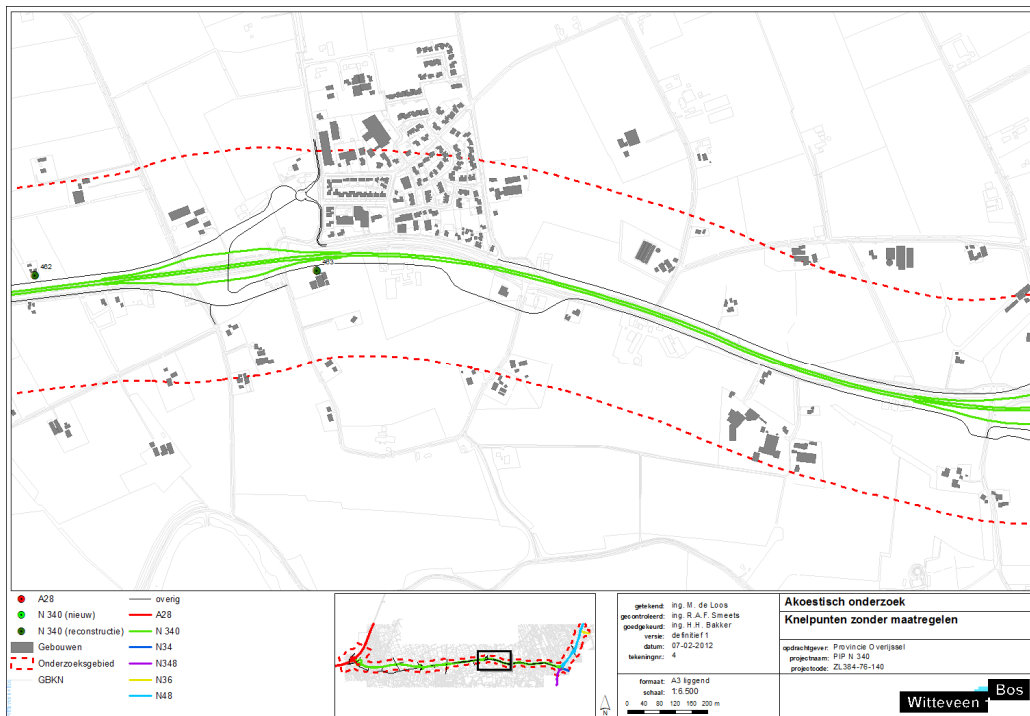 462
463
A28
N 340 (nieuw)
N 340 (reconstructie)
Gebouwen
Onderzoeksgebied
GBKN
overig
A28
N 340
N34
N348
N36
N48
N
getekend: ing. M. de Loos
gecontroleerd: ing. R.A.F. Smeets
goedgekeurd: ing. H.H. Bakker
versie: definitief 1
datum: 07-02-2012
tekeningnr.: 4
formaat: A3 liggend
schaal: 1:6.500
0 40 80 120 160 200 m
Akoestisch onderzoek
Knelpunten zonder maatregelen
opdrachtgever: Provincie Overijssel
projectnaam: PIP N 340
projectcode: ZL384-76-140
Witteveen + Bos